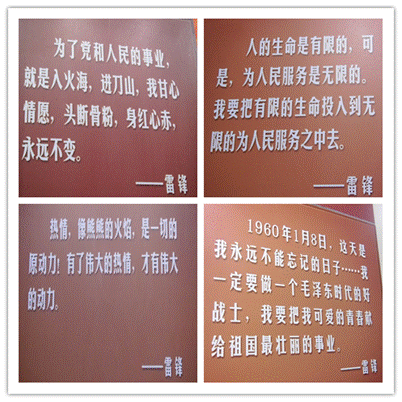 为了党和人民的事业，
就是入火海，进刀山，我甘心
情愿，头断骨粉，身红心赤，
永远不变。
——雷锋
人的生命是有限的，可
是，为人民服务是无限的。
我要把有限的生命投入到无
限的为人民服务之中去。
——雷锋
热情，像熊熊的火焰，是一切的
原动力！有了伟大的热情，才有伟大
的动力。
——雷锋
1960年1月8日，这天是
我永远不能忘记的日子……我
一定要做一个毛泽东时代的好
战士，我要把我可爱的青春献
给祖国最壮丽的事业。
——雷锋